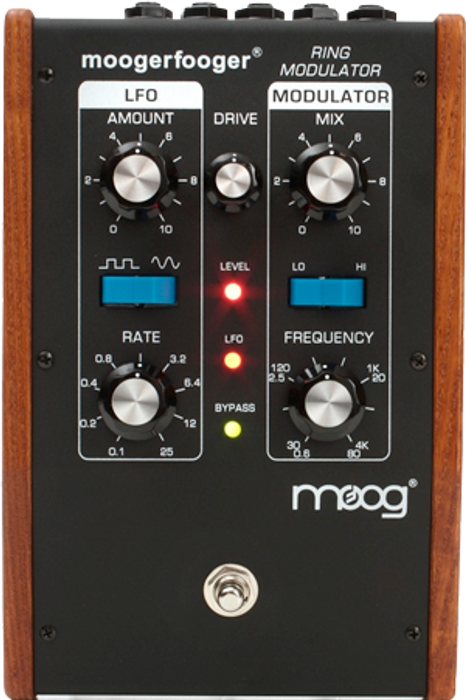 moogerfooger®
RING
MODULATOR
LFO
MODULATOR
AMOUNT
DRIVE
MIX
4 6
2 8
0 10
4 6
2 8
0 10
LEVEL
LO HI
LFO
RATE
FREQUENCY
0.8 3.2
0.4 6.4
0.2 12
0.1 25
120 1K
2.5 20
30 4K
0.6 80
BYPASS
moog®